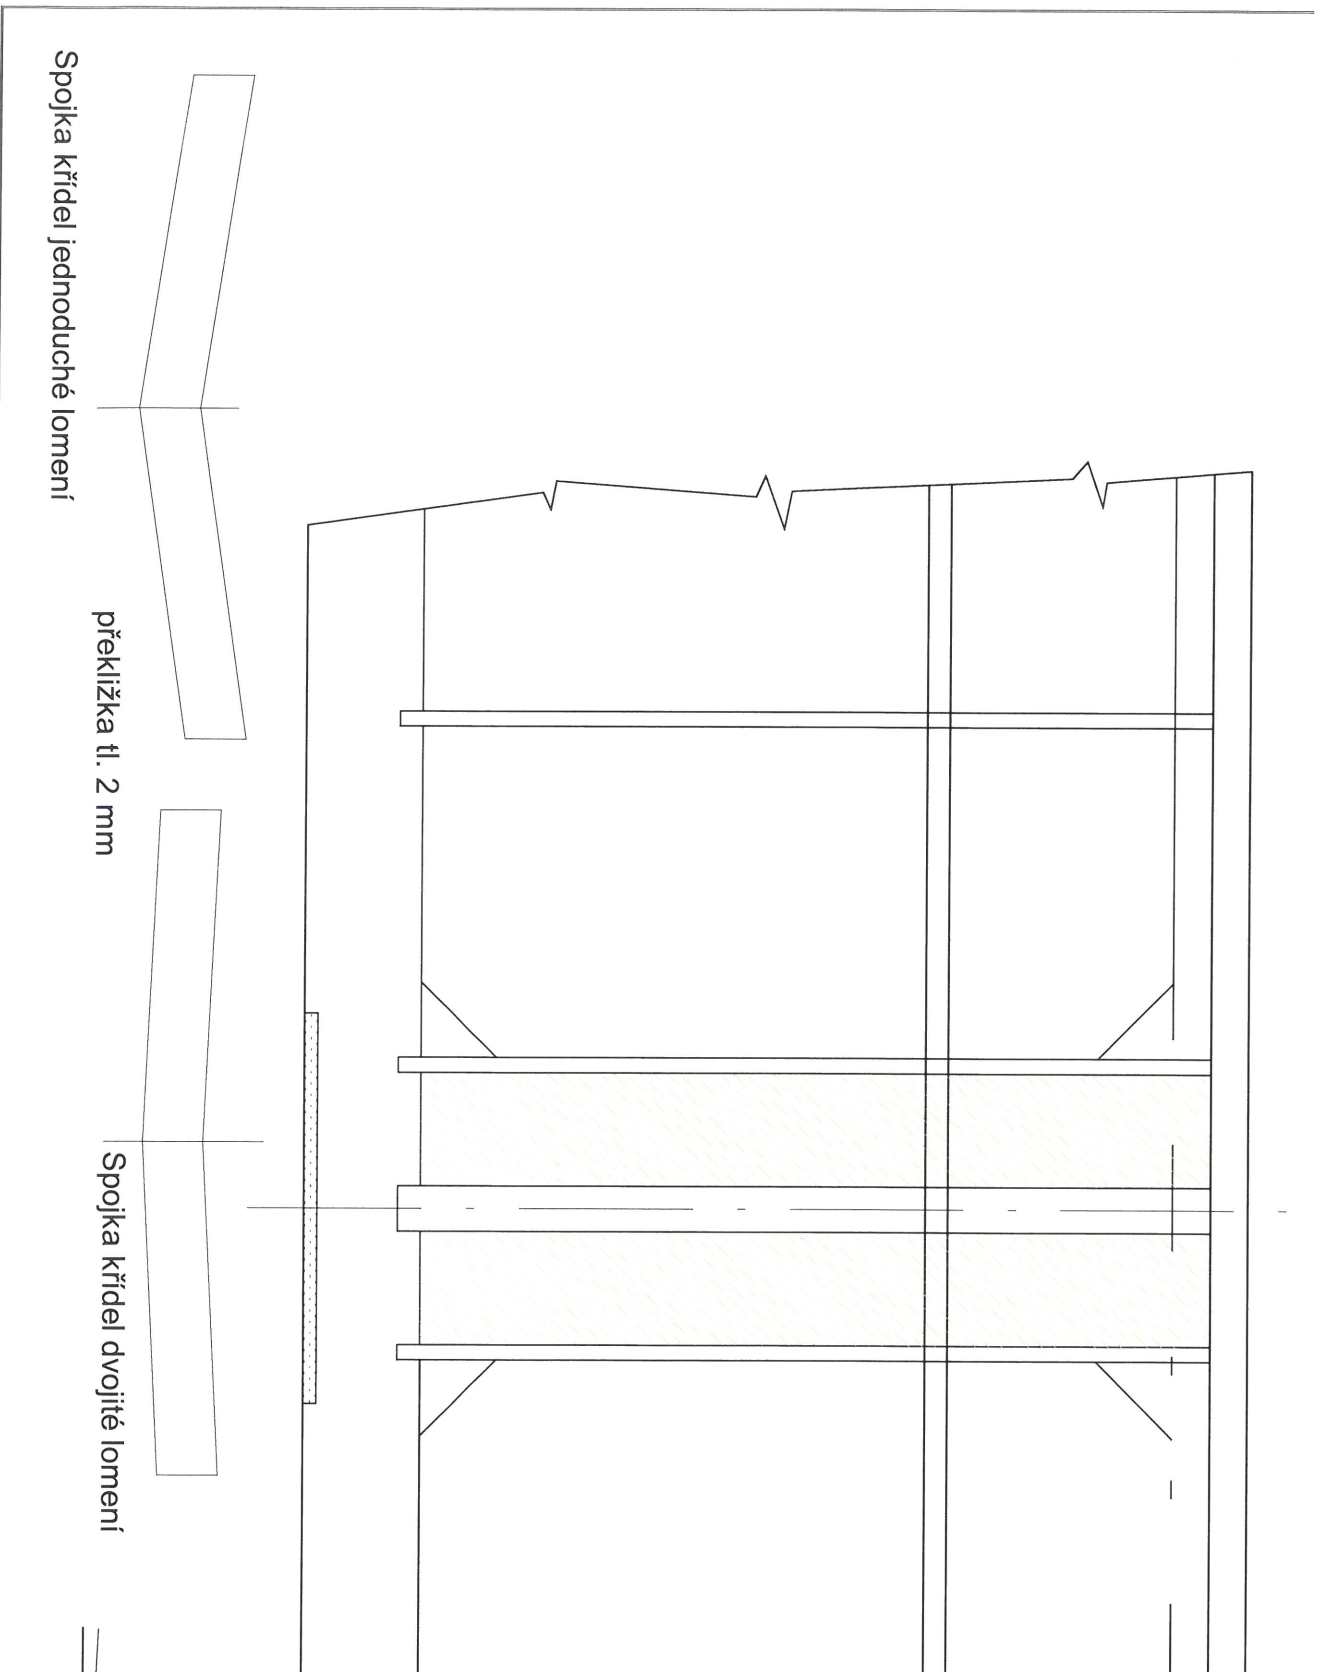 Spojka křídel jednoduché lomení
překližka tl. 2 mm
Spojka křídel dvojité lomení